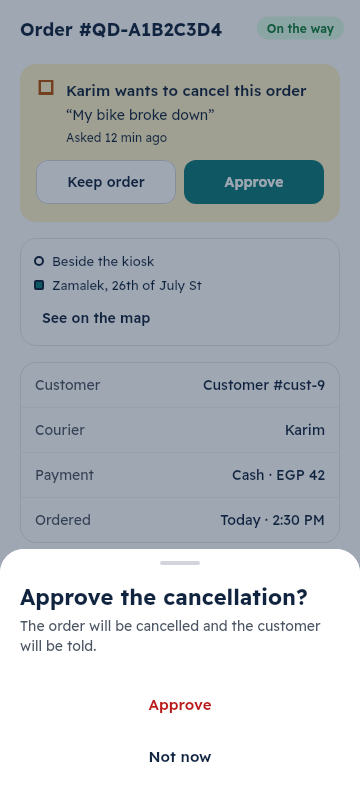 Order #QD-A1B2C3D4
On the way
Karim wants to cancel this order
“My bike broke down”
Asked 12 min ago
Keep order
Approve
Beside the kiosk
Zamalek, 26th of July St
See on the map
Customer
Customer #cust-9
Courier
Karim
Payment
Cash · EGP 42
Ordered
Today · 2:30 PM
Approve the cancellation?
The order will be cancelled and the customer
will be told.
Approve
Not now